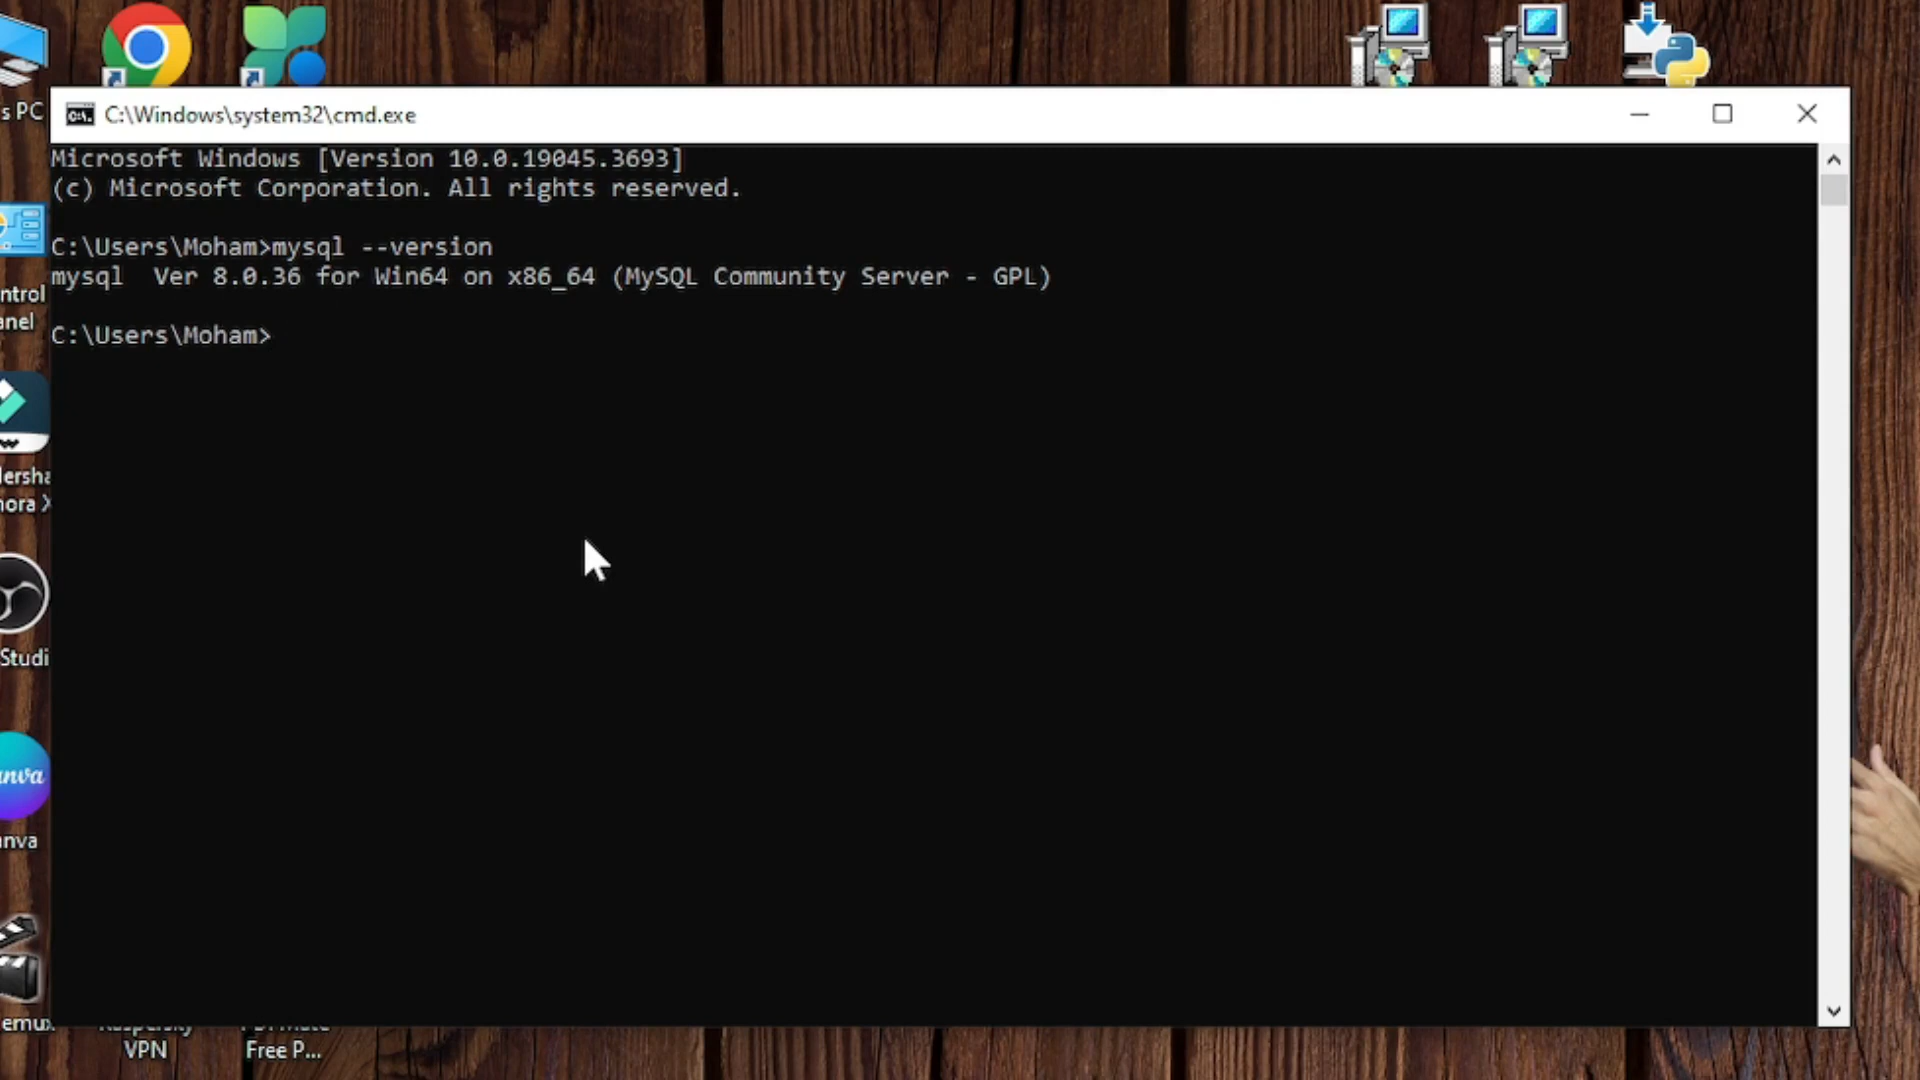 C:\Windows\system32\cmd.exe
Microsoft Windows [Version 10.0.19045.3693]
(c) Microsoft Corporation. All rights reserved.
C:\Users\Moham>mysql --version
mysql  Ver 8.0.36 for Win64 on x86_64 (MySQL Community Server - GPL)
C:\Users\Moham>
s PC
ntrol
anel
lersha
nora X
Studi
anva
nva
emux
VPN
Free P...